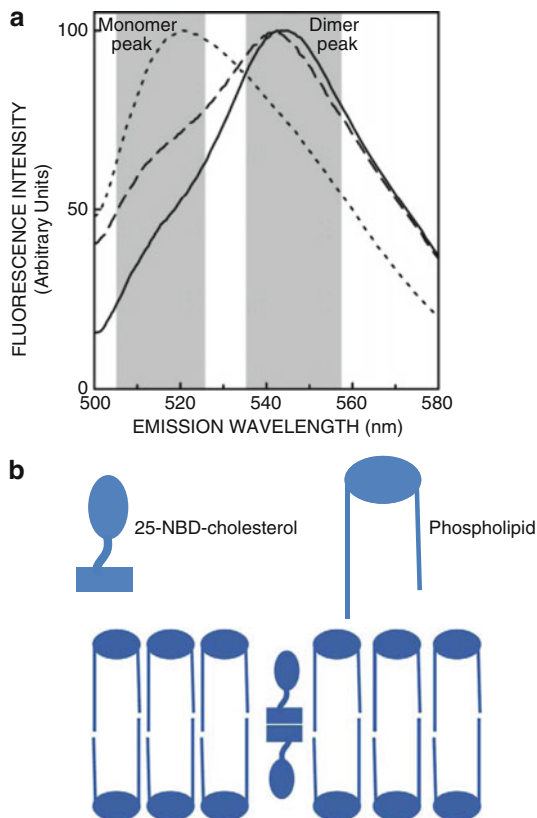 a
Monomer peak
Dimer peak
100
50
0
FLUORESCENCE INTENSITY
(Arbitrary Units)
500 520 540 560 580
EMISSION WAVELENGTH (nm)
b
25-NBD-cholesterol
Phospholipid